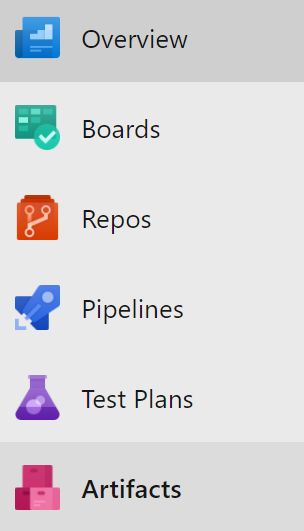 Overview
Boards
Repos
Pipelines
Test Plans
Artifacts